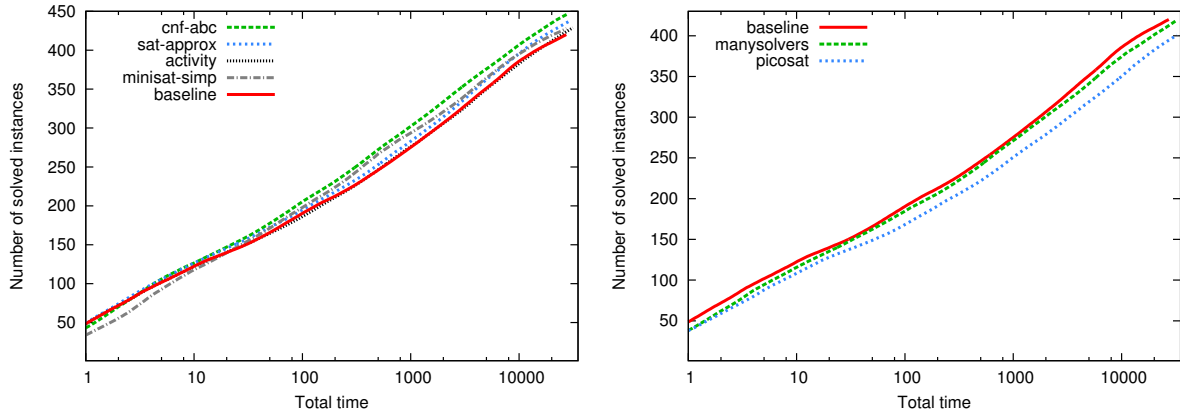 450
400
350
300
250
200
150
100
50
1
10
100
1000
10000
Number of solved instances
Total time
cnf-abc
sat-approx
activity
minisat-simp
baseline
400
350
300
250
200
150
100
50
1
10
100
1000
10000
Number of solved instances
Total time
baseline
manysolvers
picosat